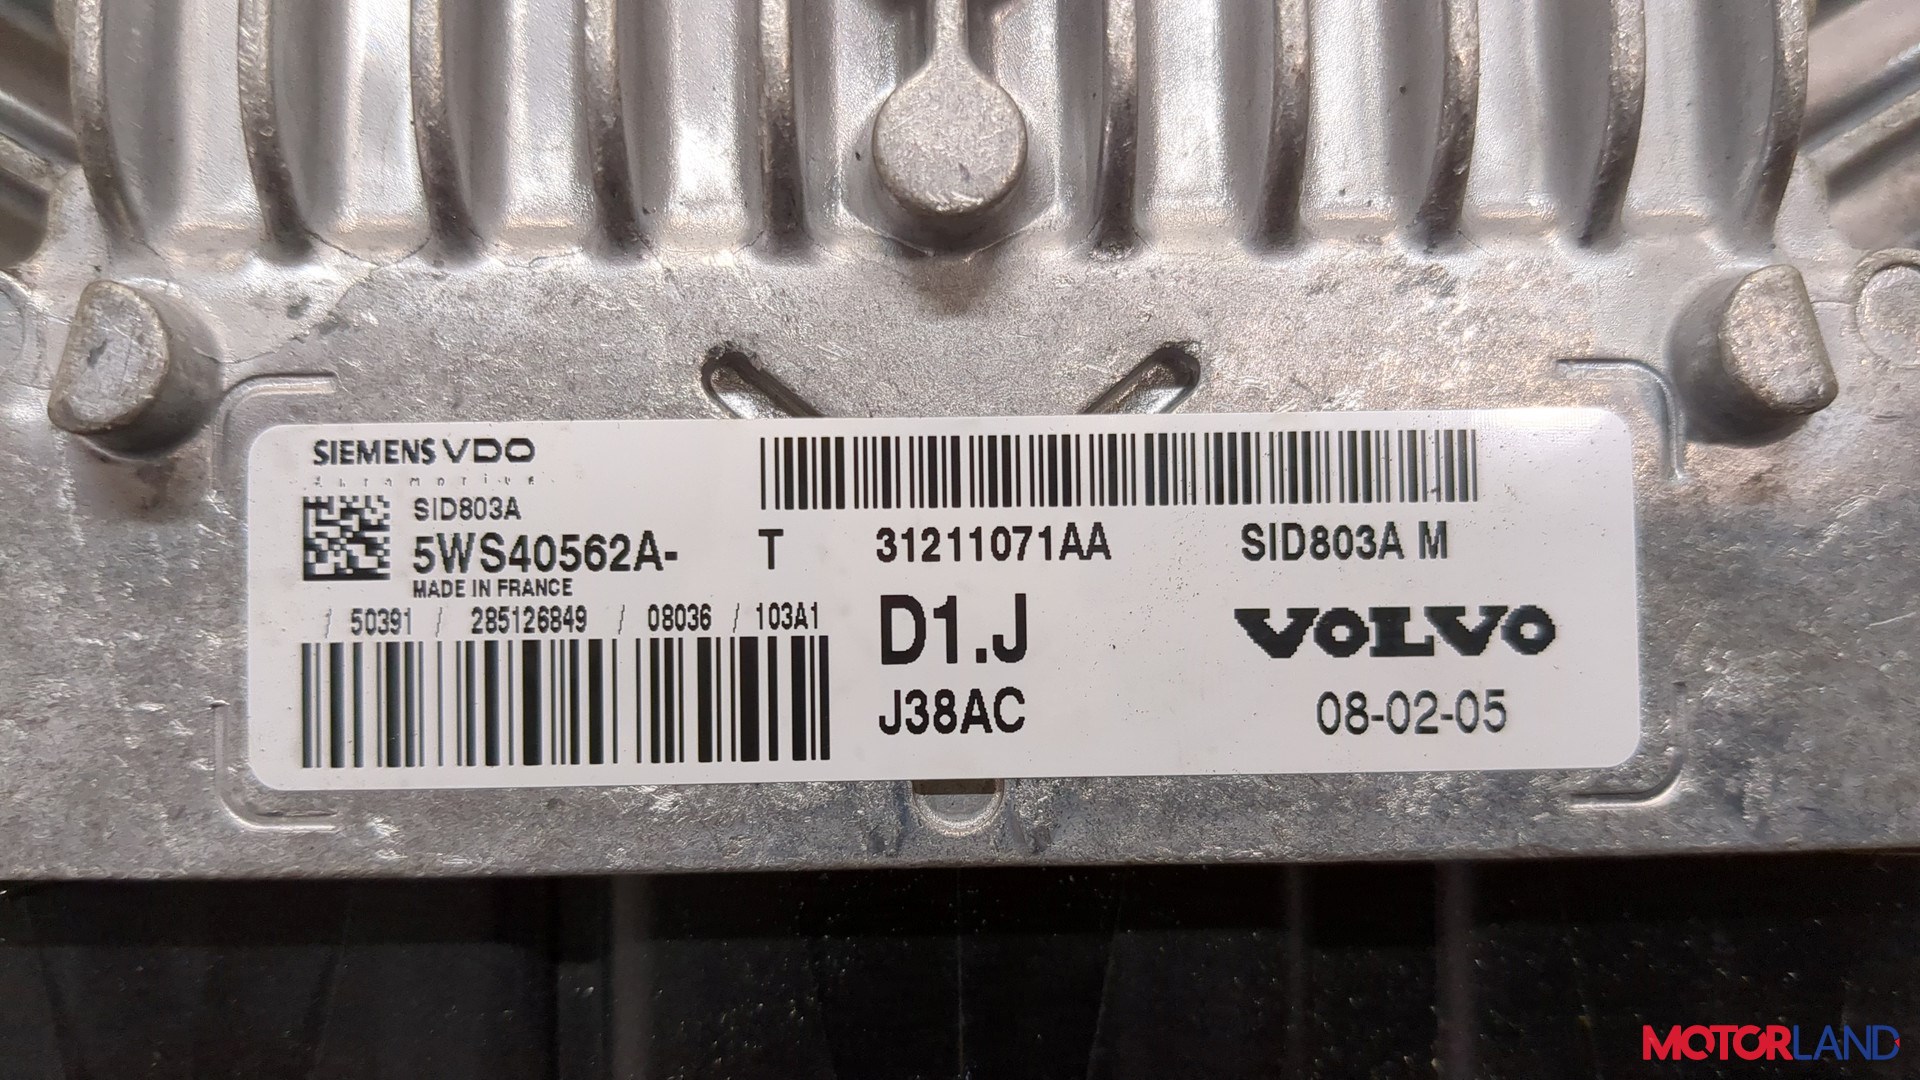 SIEMENS VDO
Automotive
SID803A
5WS40562A- T
MADE IN FRANCE
31211071AA SID803A M
/ 50391 / 285126849 / 08036 / 103A1
D1.J
VOLVO
J38AC
08-02-05
MOTORLAND